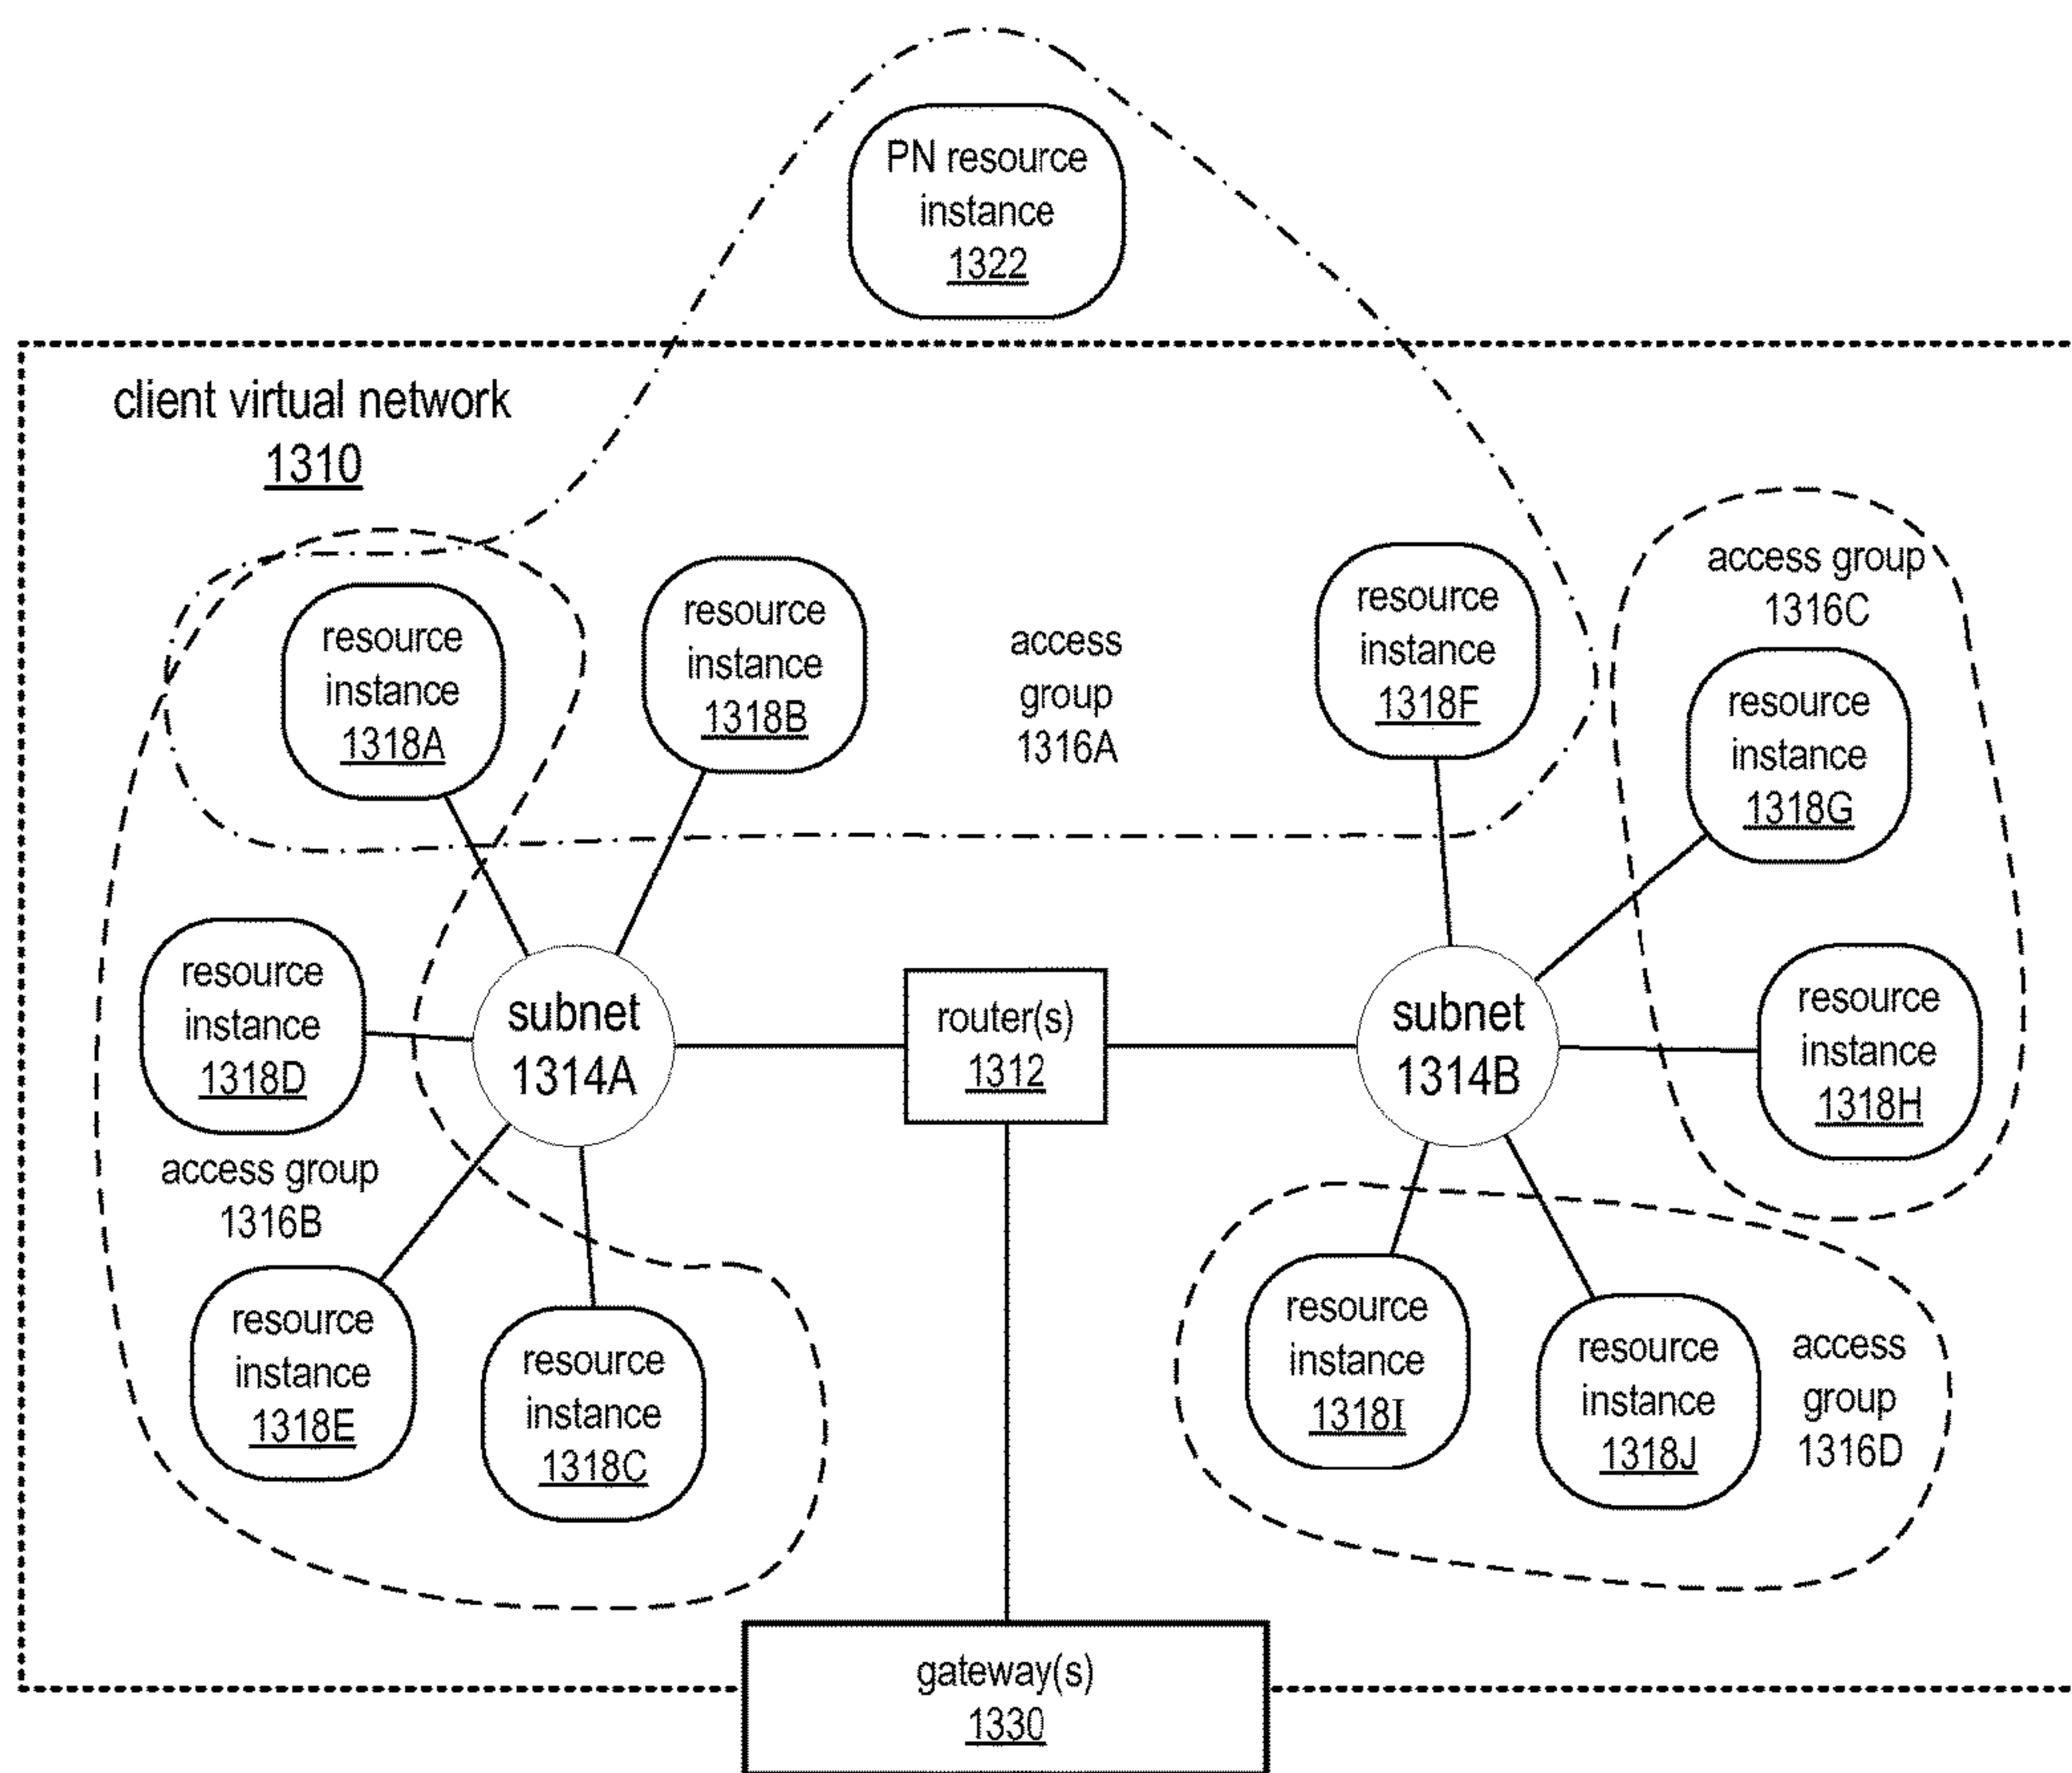 PN resource
instance
1322
client virtual network
1310
resource
instance
1318A
resource
instance
1318B
access
group
1316A
resource
instance
1318F
access group
1316C
resource
instance
1318G
resource
instance
1318D
subnet
1314A
router(s)
1312
subnet
1314B
resource
instance
1318H
access group
1316B
resource
instance
1318E
resource
instance
1318C
resource
instance
1318I
resource
instance
1318J
access
group
1316D
gateway(s)
1330